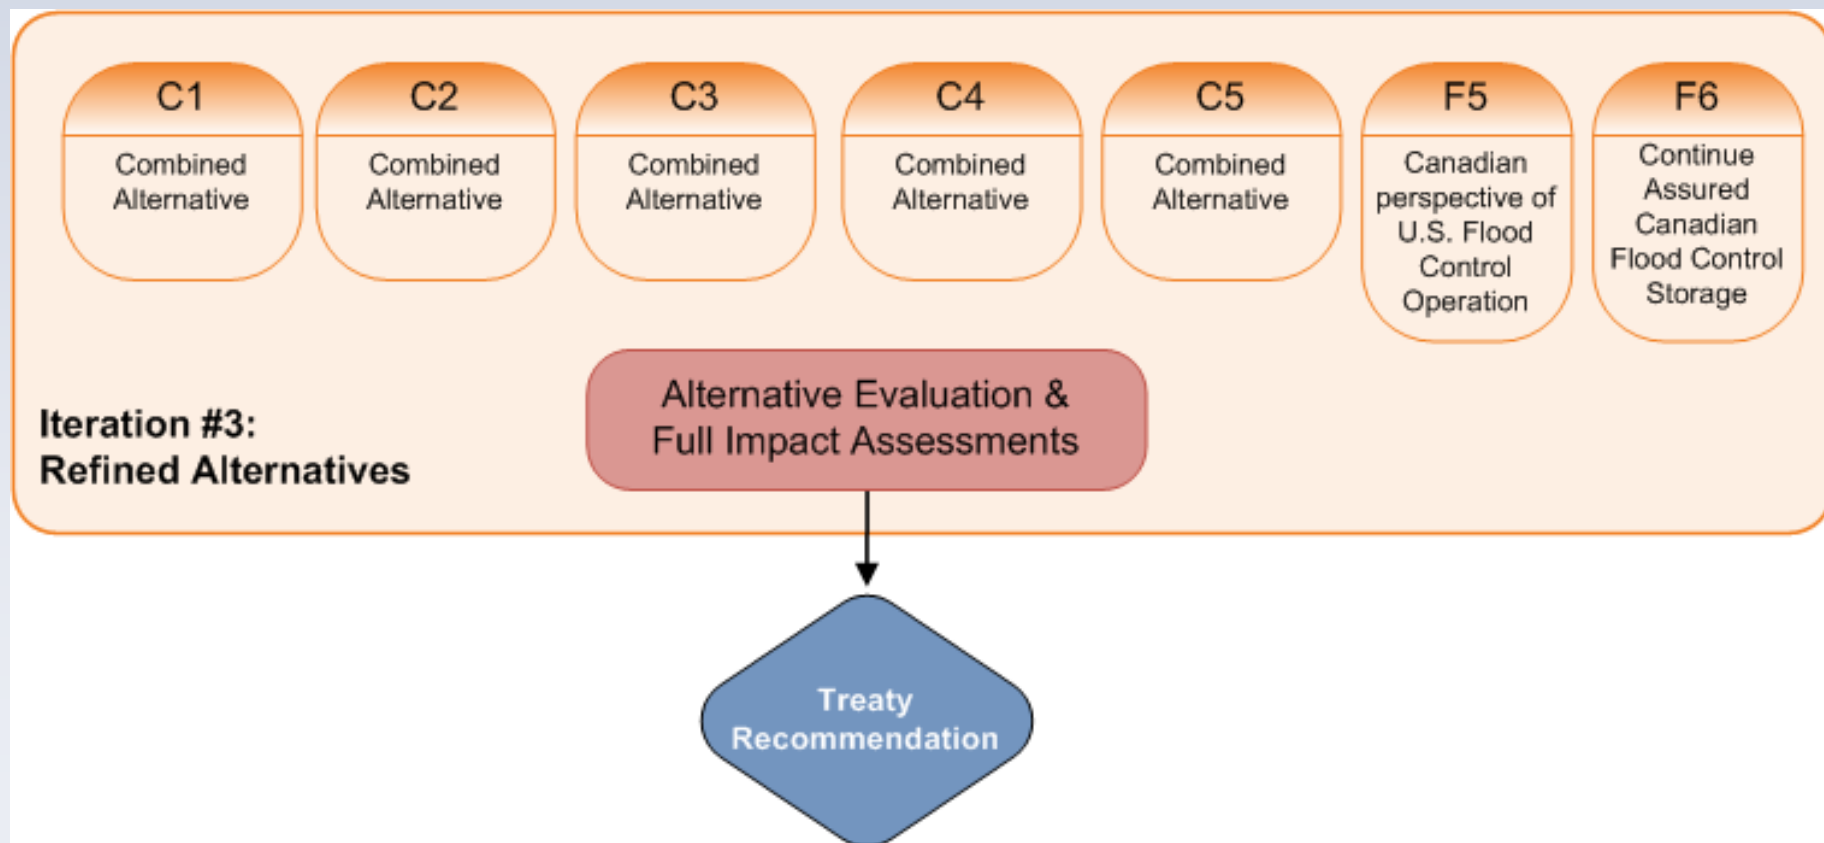 C1
Combined
Alternative
C2
Combined
Alternative
C3
Combined
Alternative
C4
Combined
Alternative
C5
Combined
Alternative
F5
Canadian
perspective of
U.S. Flood
Control
Operation
F6
Continue
Assured
Canadian
Flood Control
Storage
Alternative Evaluation &
Full Impact Assessments
Iteration #3:
Refined Alternatives
Treaty
Recommendation